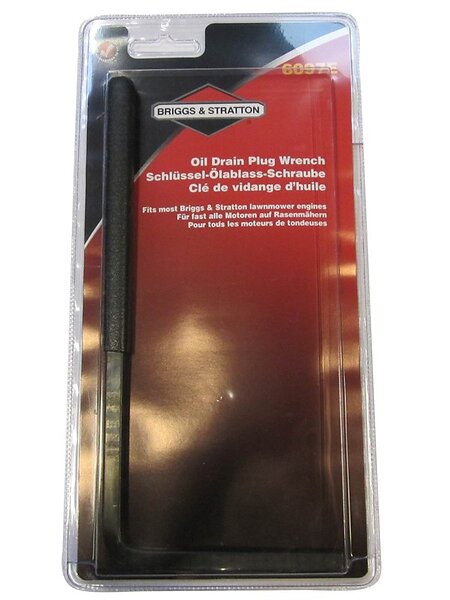 6097E
BRIGGS & STRATTON
Oil Drain Plug Wrench
Schlüssel-Ölablass-Schraube
Clé de vidange d'huile
Fits most Briggs & Stratton lawnmower engines
Für fast alle Motoren auf Rasenmähern
Pour tous les moteurs de tondeuses